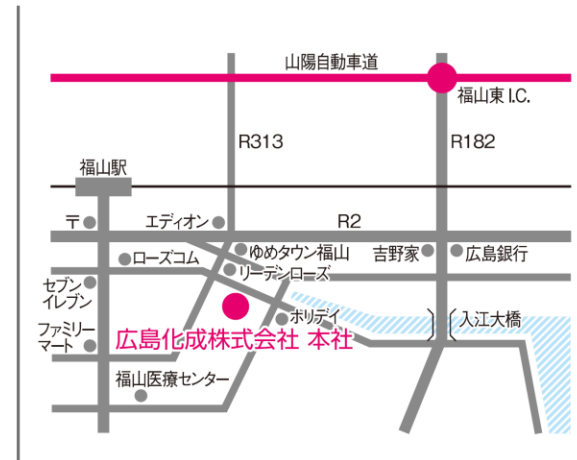 山陽自動車道
福山東 I.C.
R313
R182
福山駅
〒
エディオン
R2
ローズコム
ゆめタウン福山
吉野家
広島銀行
リーデンローズ
セブン
イレブン
ホリデイ
入江大橋
ファミリー
マート
広島化成株式会社 本社
福山医療センター